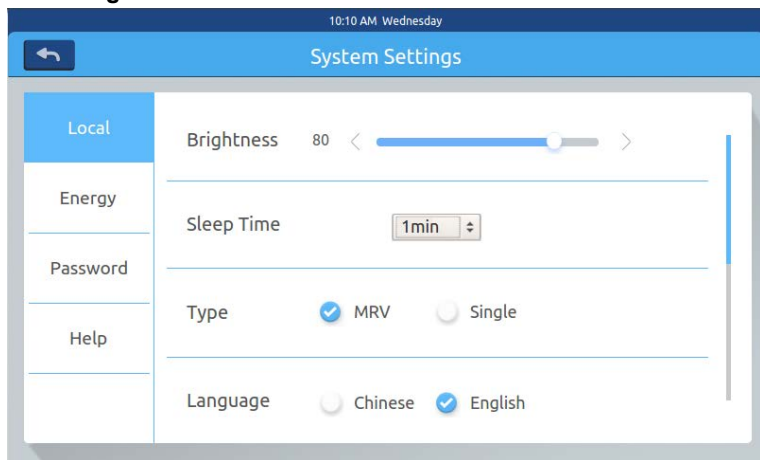 10:10 AM Wednesday
System Settings
Local
Energy
Password
Help
Brightness 80
Sleep Time 1min
Type MRV Single
Language Chinese English